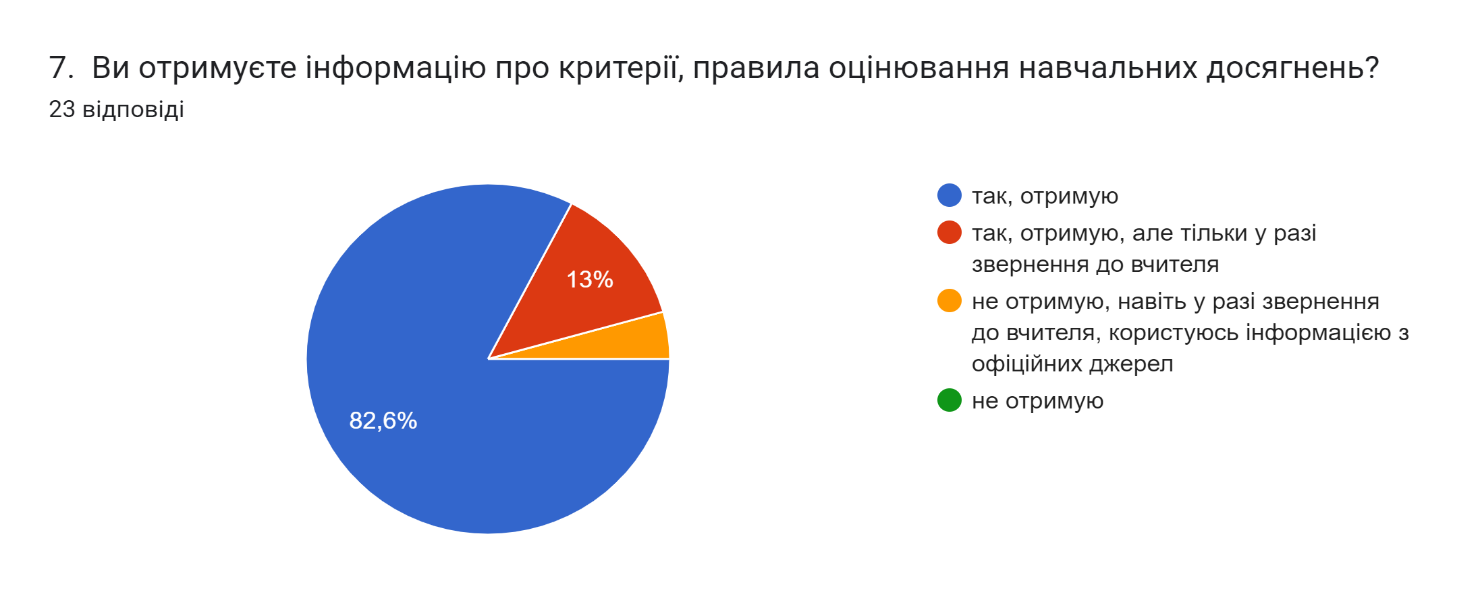 7. Ви отримуєте інформацію про критерії, правила оцінювання навчальних досягнень?
23 відповіді
13%
82,6%
так, отримую
так, отримую, але тільки у разі
звернення до вчителя
не отримую, навіть у разі звернення
до вчителя, користуюсь інформацією з
офіційних джерел
не отримую